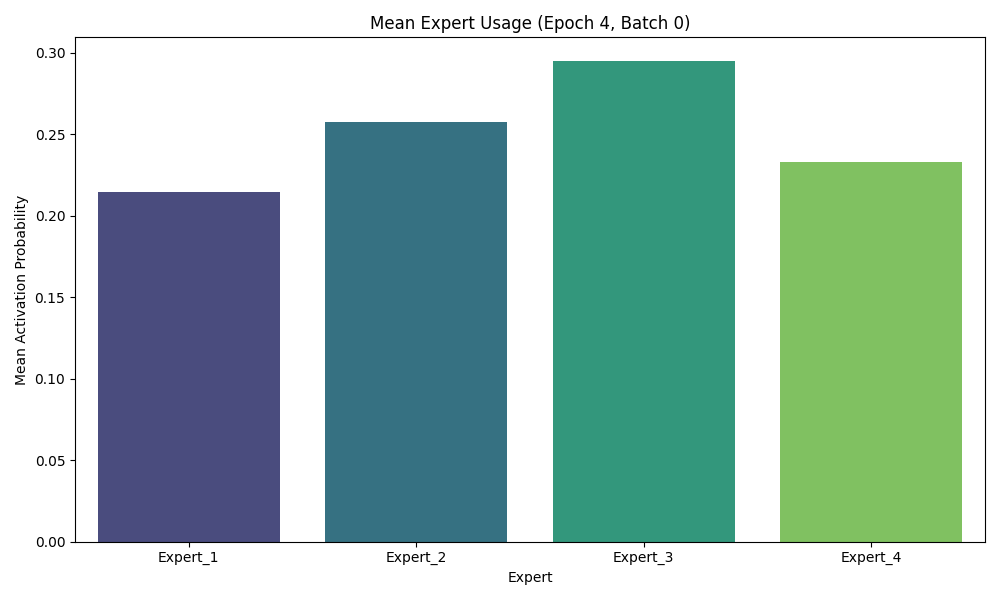 Mean Expert Usage (Epoch 4, Batch 0)
Mean Activation Probability
0.30
0.25
0.20
0.15
0.10
0.05
0.00
Expert_1 Expert_2 Expert_3 Expert_4
Expert